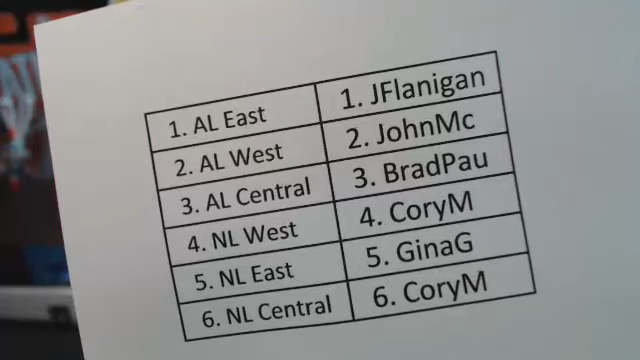 1. AL East 1. JFlanigan
2. AL West 2. JohnMc
3. AL Central 3. BradPau
4. NL West 4. CoryM
5. NL East 5. GinaG
6. NL Central 6. CoryM